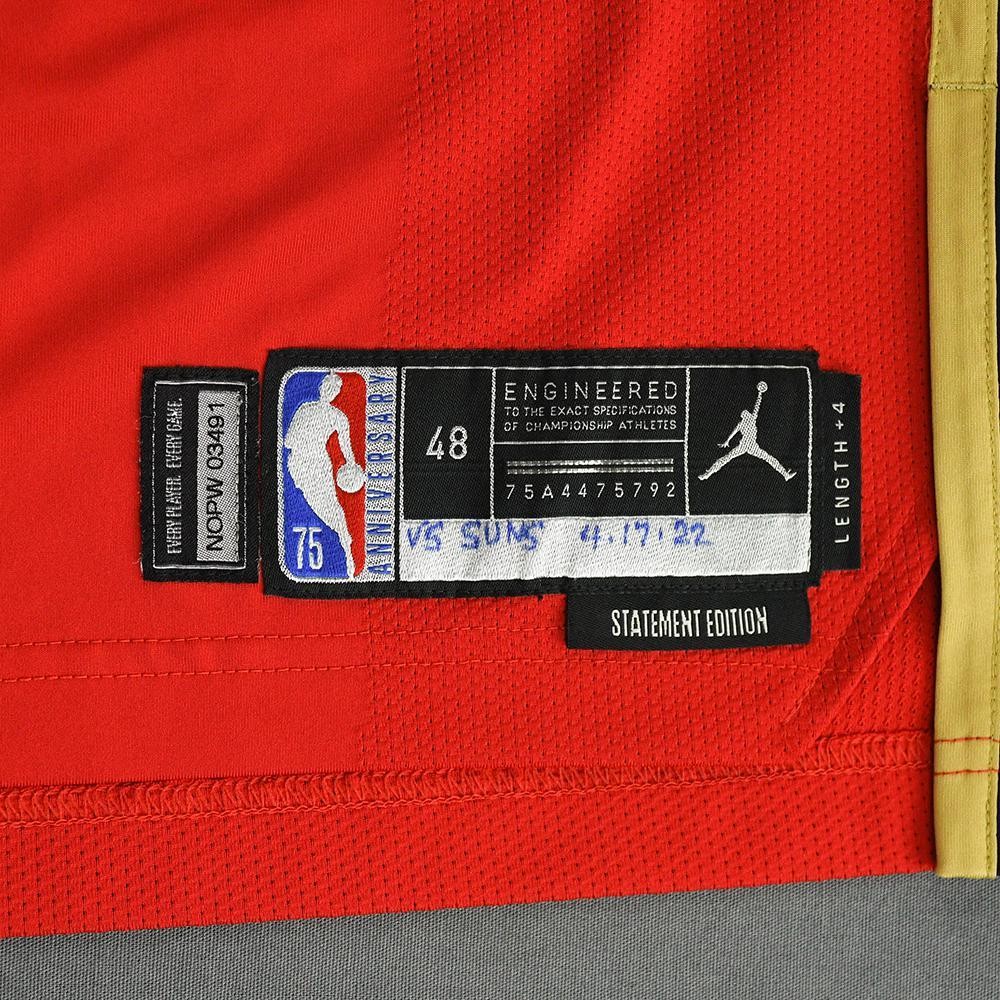 EVERY PLAYER. EVERY GAME.
NOPW 03491
75
ANNIVERSARY
48
ENGINEERED
TO THE EXACT SPECIFICATIONS
OF CHAMPIONSHIP ATHLETES
75A4475792
VS SUNS 4.17.22
LENGTH +4
STATEMENT EDITION